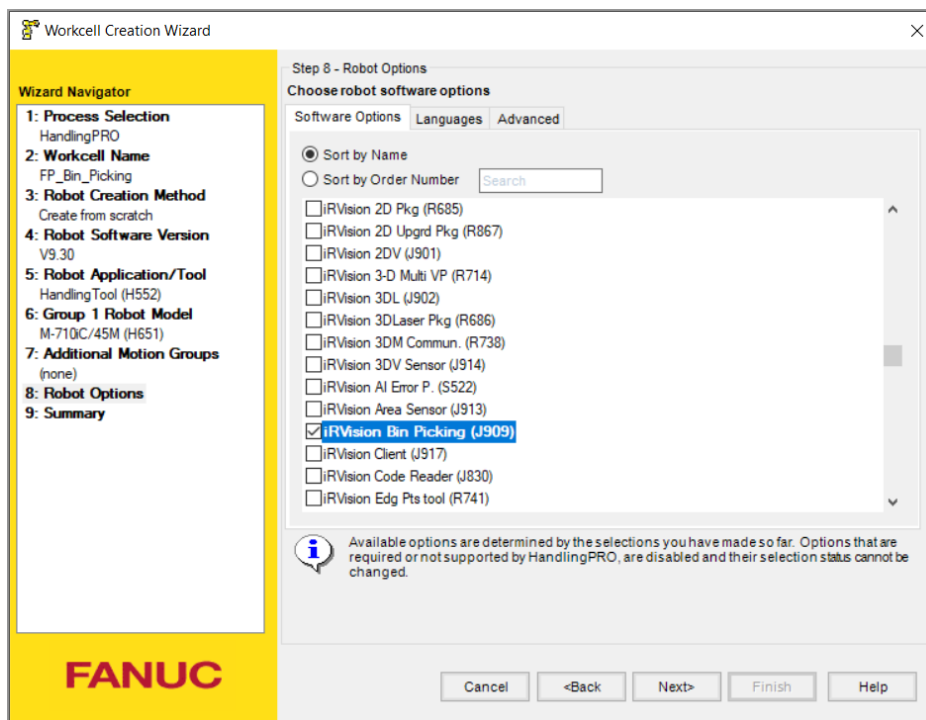 Workcell Creation Wizard
Wizard Navigator
1: Process Selection
HandlingPRO
2: Workcell Name
FP_Bin_Picking
3: Robot Creation Method
Create from scratch
4: Robot Software Version
V9.30
5: Robot Application/Tool
HandlingTool (H552)
6: Group 1 Robot Model
M-710iC/45M (H651)
7: Additional Motion Groups
(none)
8: Robot Options
9: Summary
FANUC
Step 8 - Robot Options
Choose robot software options
Software Options Languages Advanced
Sort by Name
Sort by Order Number Search
iRVision 2D Pkg (R685)
iRVision 2D Upgrd Pkg (R867)
iRVision 2DV (J901)
iRVision 3-D Multi VP (R714)
iRVision 3DL (J902)
iRVision 3DLaser Pkg (R686)
iRVision 3DM Commun. (R738)
iRVision 3DV Sensor (J914)
iRVision AI Error P. (S522)
iRVision Area Sensor (J913)
iRVision Bin Picking (J909)
iRVision Client (J917)
iRVision Code Reader (J830)
iRVision Edg Pts tool (R741)
Available options are determined by the selections you have made so far. Options that are
required or not supported by HandlingPRO, are disabled and their selection status cannot be
changed.
Cancel <Back Next> Finish Help